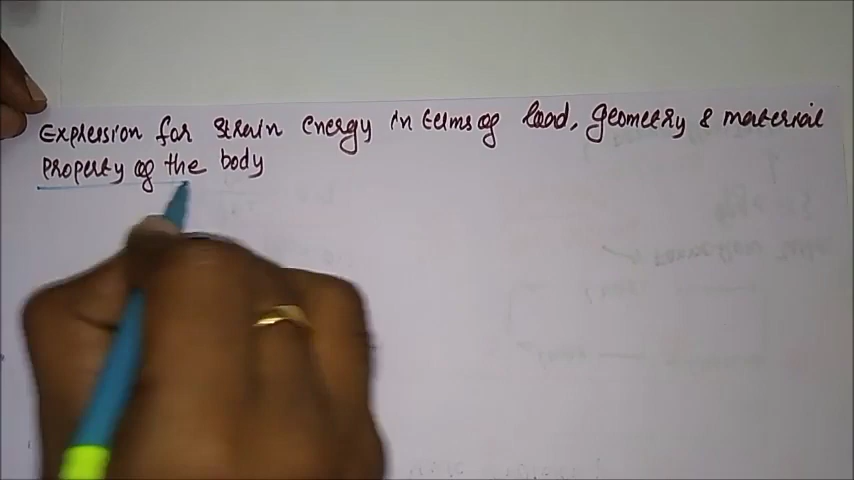 Expression for strain energy in terms of load, geometry & material
property of the body